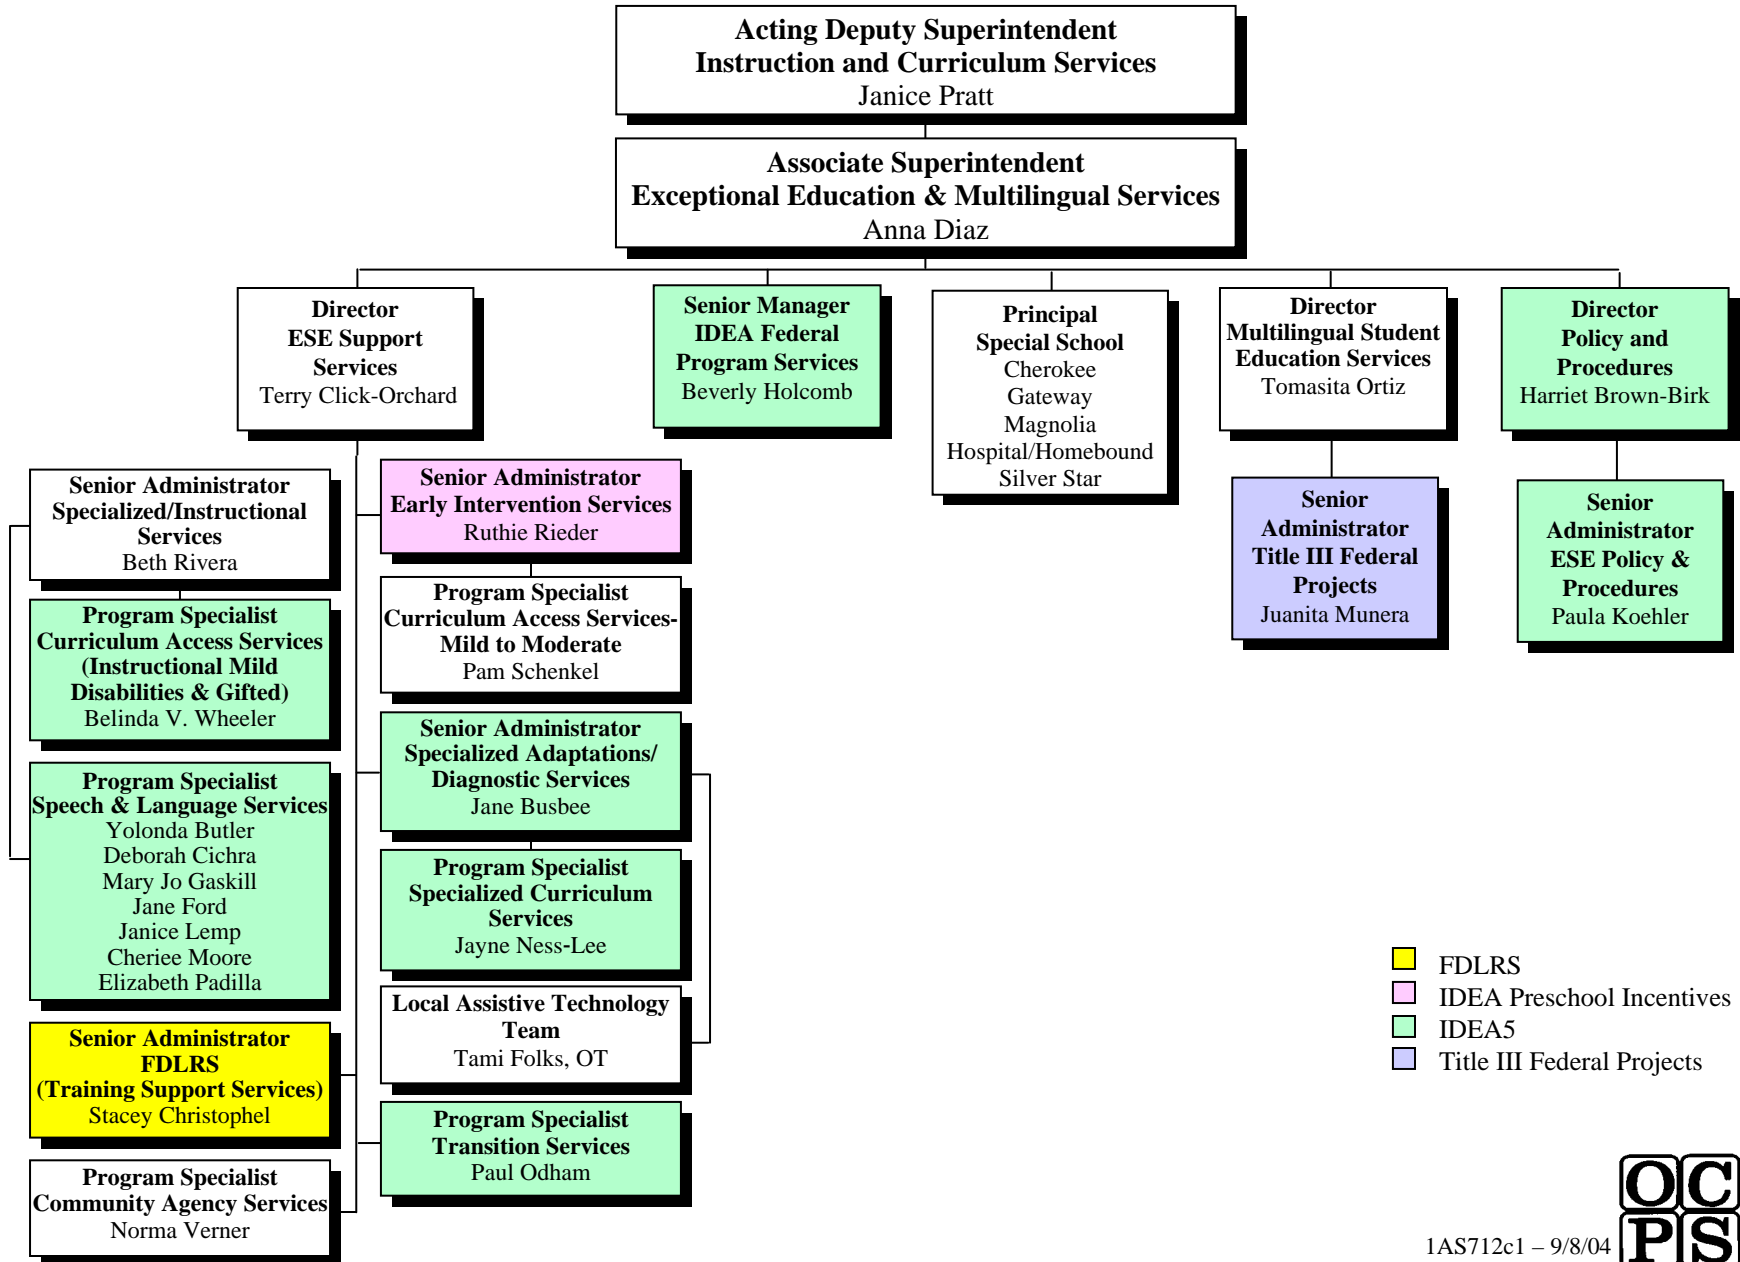 Acting Deputy Superintendent
Instruction and Curriculum Services
Janice Pratt
Associate Superintendent
Exceptional Education & Multilingual Services
Anna Diaz
Director
ESE Support
Services
Terry Click-Orchard
Senior Manager
IDEA Federal
Program Services
Beverly Holcomb
Principal
Special School
Cherokee
Gateway
Magnolia
Hospital/Homebound
Silver Star
Director
Multilingual Student
Education Services
Tomasita Ortiz
Director
Policy and
Procedures
Harriet Brown-Birk
Senior Administrator
Specialized/Instructional
Services
Beth Rivera
Program Specialist
Curriculum Access Services
(Instructional Mild
Disabilities & Gifted)
Belinda V. Wheeler
Program Specialist
Speech & Language Services
Yolonda Butler
Deborah Cichra
Mary Jo Gaskill
Jane Ford
Janice Lemp
Cheriee Moore
Elizabeth Padilla
Senior Administrator
FDLRS
(Training Support Services)
Stacey Christophel
Program Specialist
Community Agency Services
Norma Verner
Senior Administrator
Early Intervention Services
Ruthie Rieder
Program Specialist
Curriculum Access Services-
Mild to Moderate
Pam Schenkel
Senior Administrator
Specialized Adaptations/
Diagnostic Services
Jane Busbee
Program Specialist
Specialized Curriculum
Services
Jayne Ness-Lee
Local Assistive Technology
Team
Tami Folks, OT
Program Specialist
Transition Services
Paul Odham
Senior
Administrator
Title III Federal
Projects
Juanita Munera
Senior
Administrator
ESE Policy &
Procedures
Paula Koehler
FDLRS
IDEA Preschool Incentives
IDEA5
Title III Federal Projects
1AS712c1 – 9/8/04
OC
PS